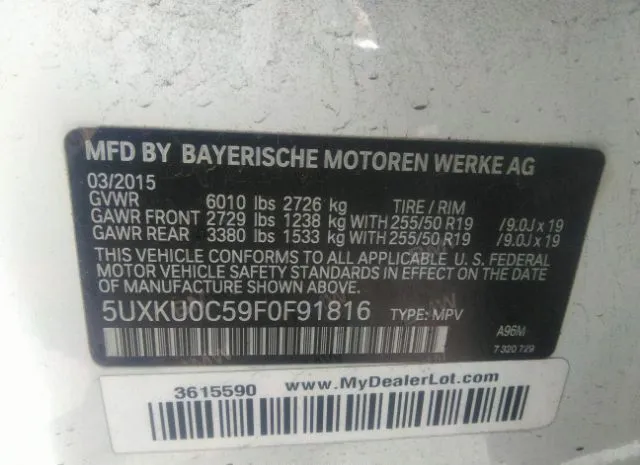 MFD BY BAYERISCHE MOTOREN WERKE AG
03/2015
GVWR 6010 lbs 2726 kg TIRE / RIM
GAWR FRONT 2729 lbs 1238 kg WITH 255/50 R19 /9.0J x 19
GAWR REAR 3380 lbs 1533 kg WITH 255/50 R19 /9.0J x 19
THIS VEHICLE CONFORMS TO ALL APPLICABLE U. S. FEDERAL
MOTOR VEHICLE SAFETY STANDARDS IN EFFECT ON THE DATE
OF MANUFACTURE SHOWN ABOVE.
5UXKU0C59F0F91816 TYPE: MPV
A96M
7 320 729
3615590 www.MyDealerLot.com